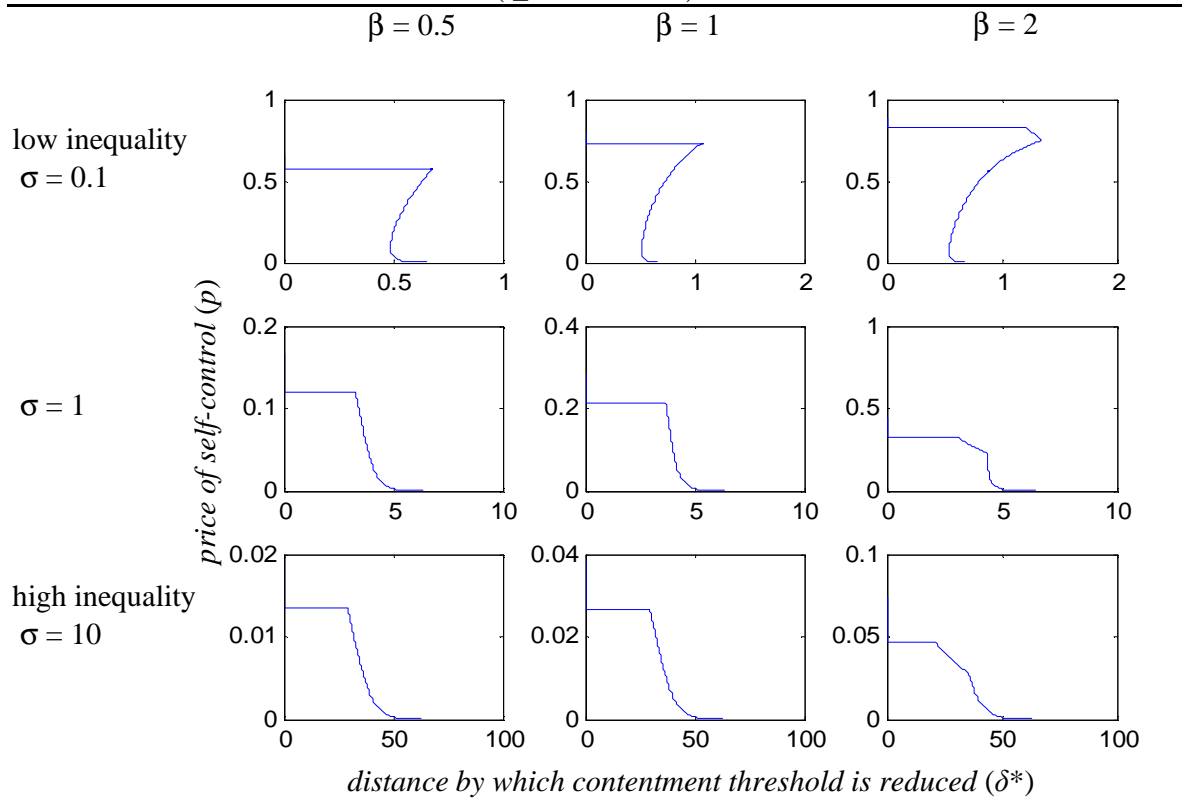 β = 0.5 β = 1 β = 2
low inequality
σ = 0.1
1 0.5 0
0 0.5 1
1 0.5 0
0 1 2
1 0.5 0
0 1 2
price of self-control (p)
σ = 1
0.2 0.1 0
0 5 10
0.4 0.2 0
0 5 10
1 0.5 0
0 5 10
high inequality
σ = 10
0.02 0.01 0
0 50 100
0.04 0.02 0
0 50 100
0.1 0.05 0
0 50 100
distance by which contentment threshold is reduced (δ*)